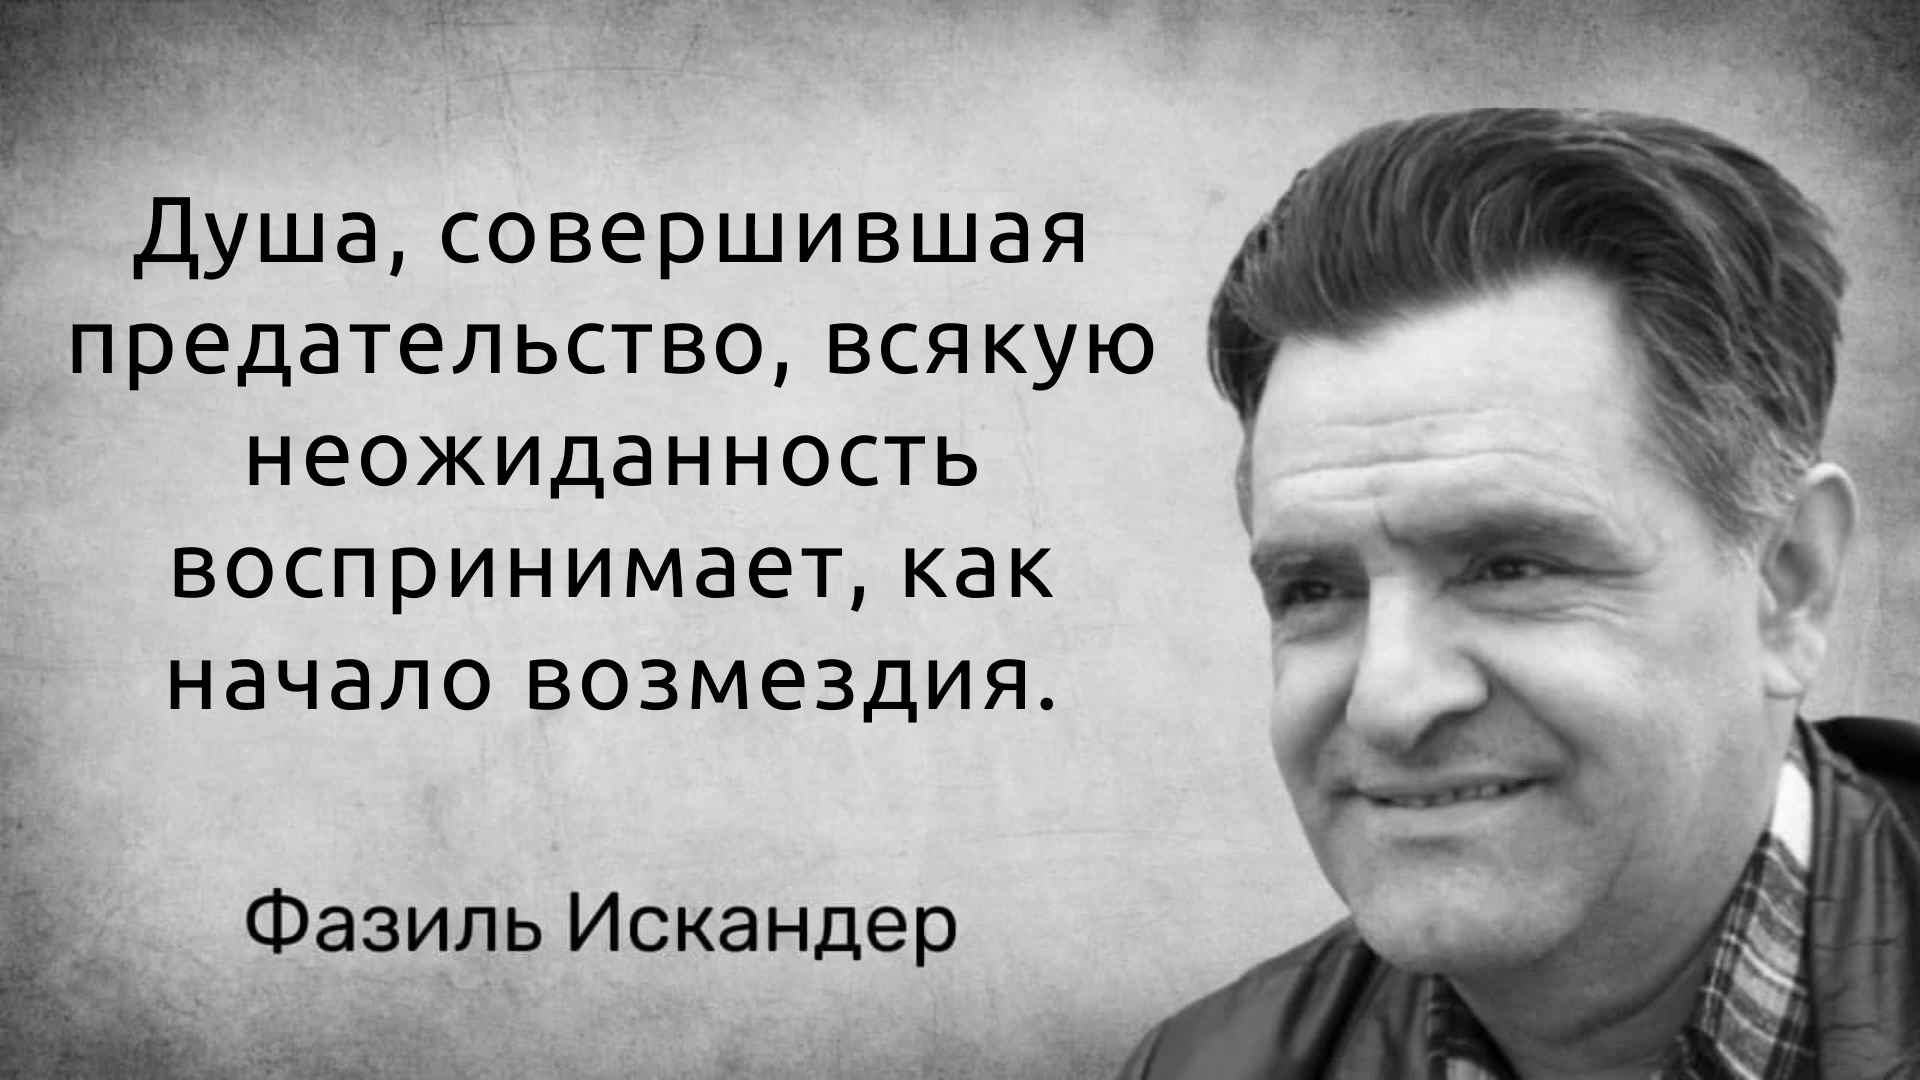 Душа, совершившая
предательство, всякую
неожиданность
воспринимает, как
начало возмездия.
Фазиль Искандер